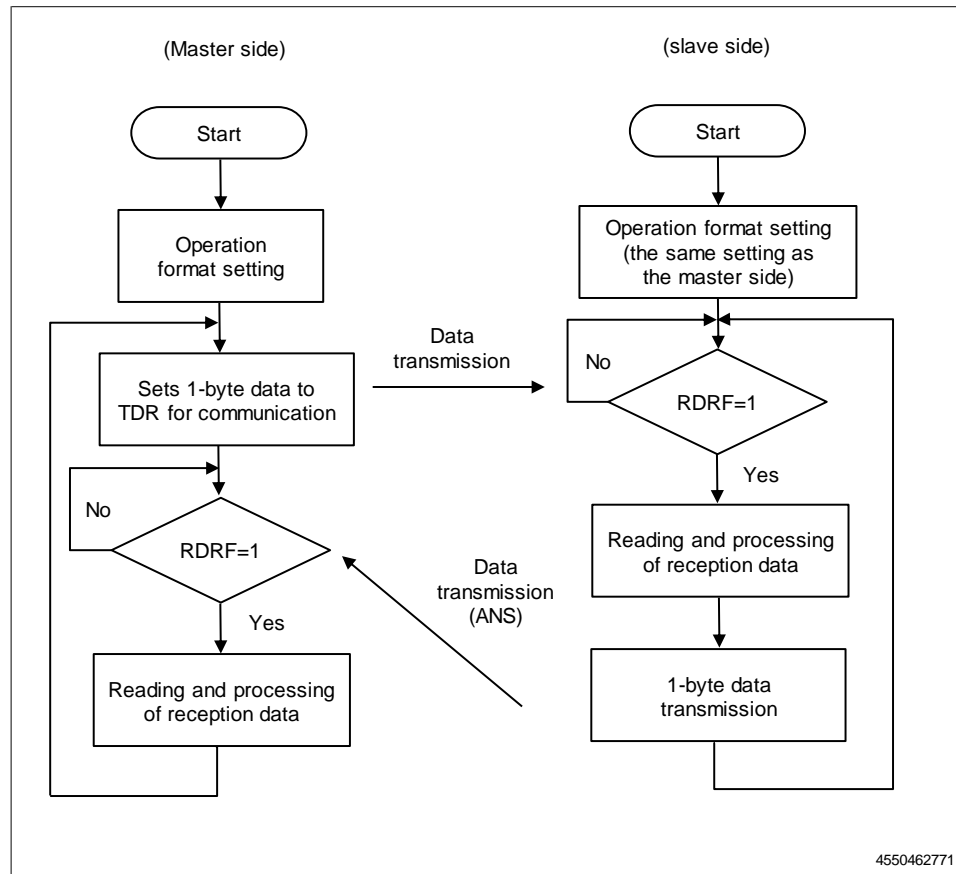 (Master side)
Start
Operation
format setting
Sets 1-byte data to
TDR for communication
No
RDRF=1
Yes
Reading and processing
of reception data
Data
transmission
Data
transmission
(ANS)
(slave side)
Start
Operation format setting
(the same setting as
the master side)
No
RDRF=1
Yes
Reading and processing
of reception data
1-byte data
transmission
4550462771